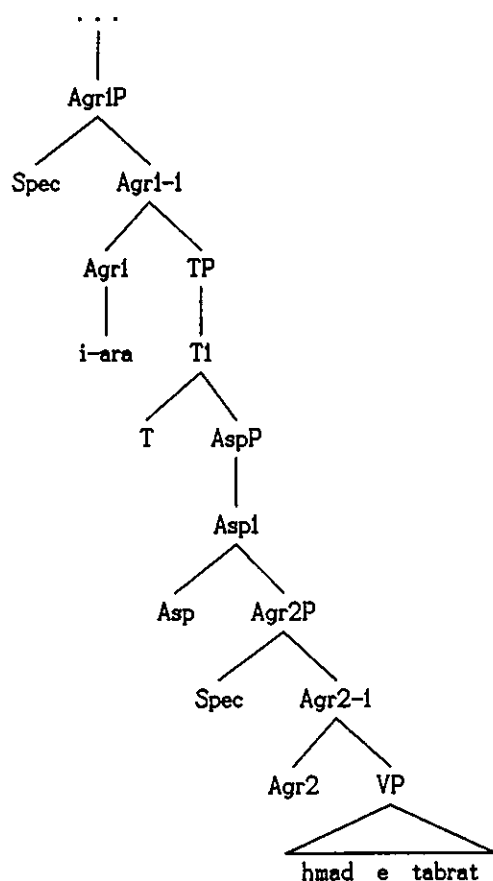 ...
Agr1P
Spec Agr1-1
Agr1 TP
i-ara T1
T AspP
Asp1
Asp Agr2P
Spec Agr2-1
Agr2 VP
hmad e tabrat